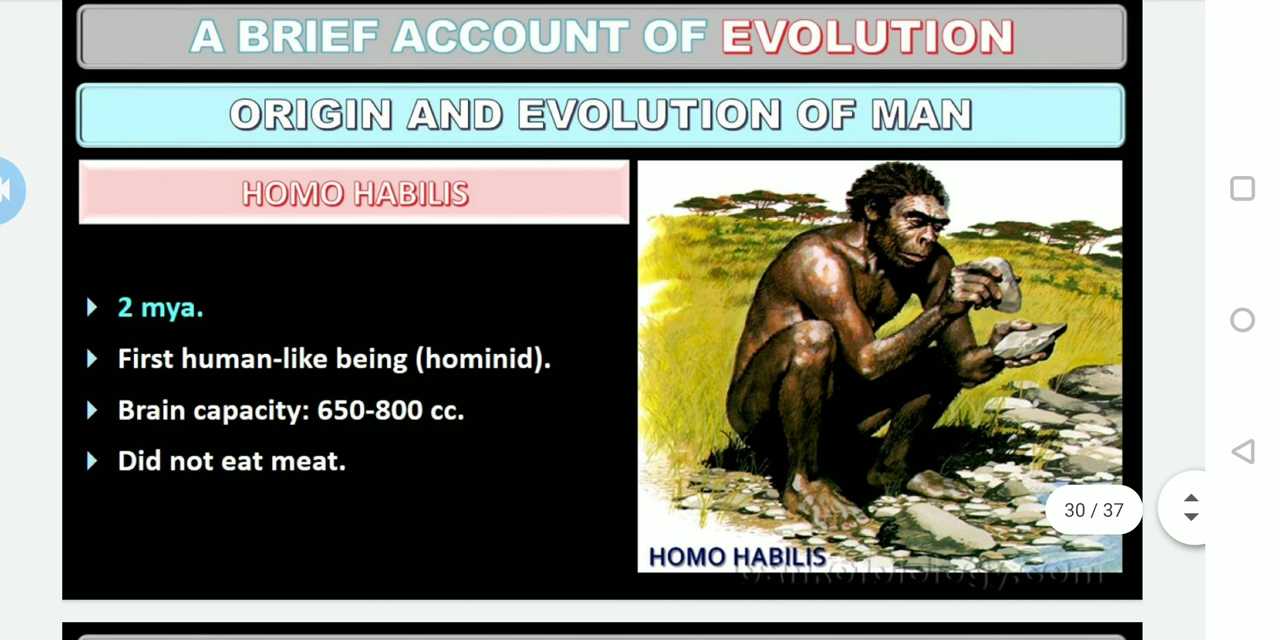 A BRIEF ACCOUNT OF EVOLUTION
ORIGIN AND EVOLUTION OF MAN
HOMO HABILIS
2 mya.
First human-like being (hominid).
Brain capacity: 650-800 cc.
Did not eat meat.
30 / 37
HOMO HABILIS